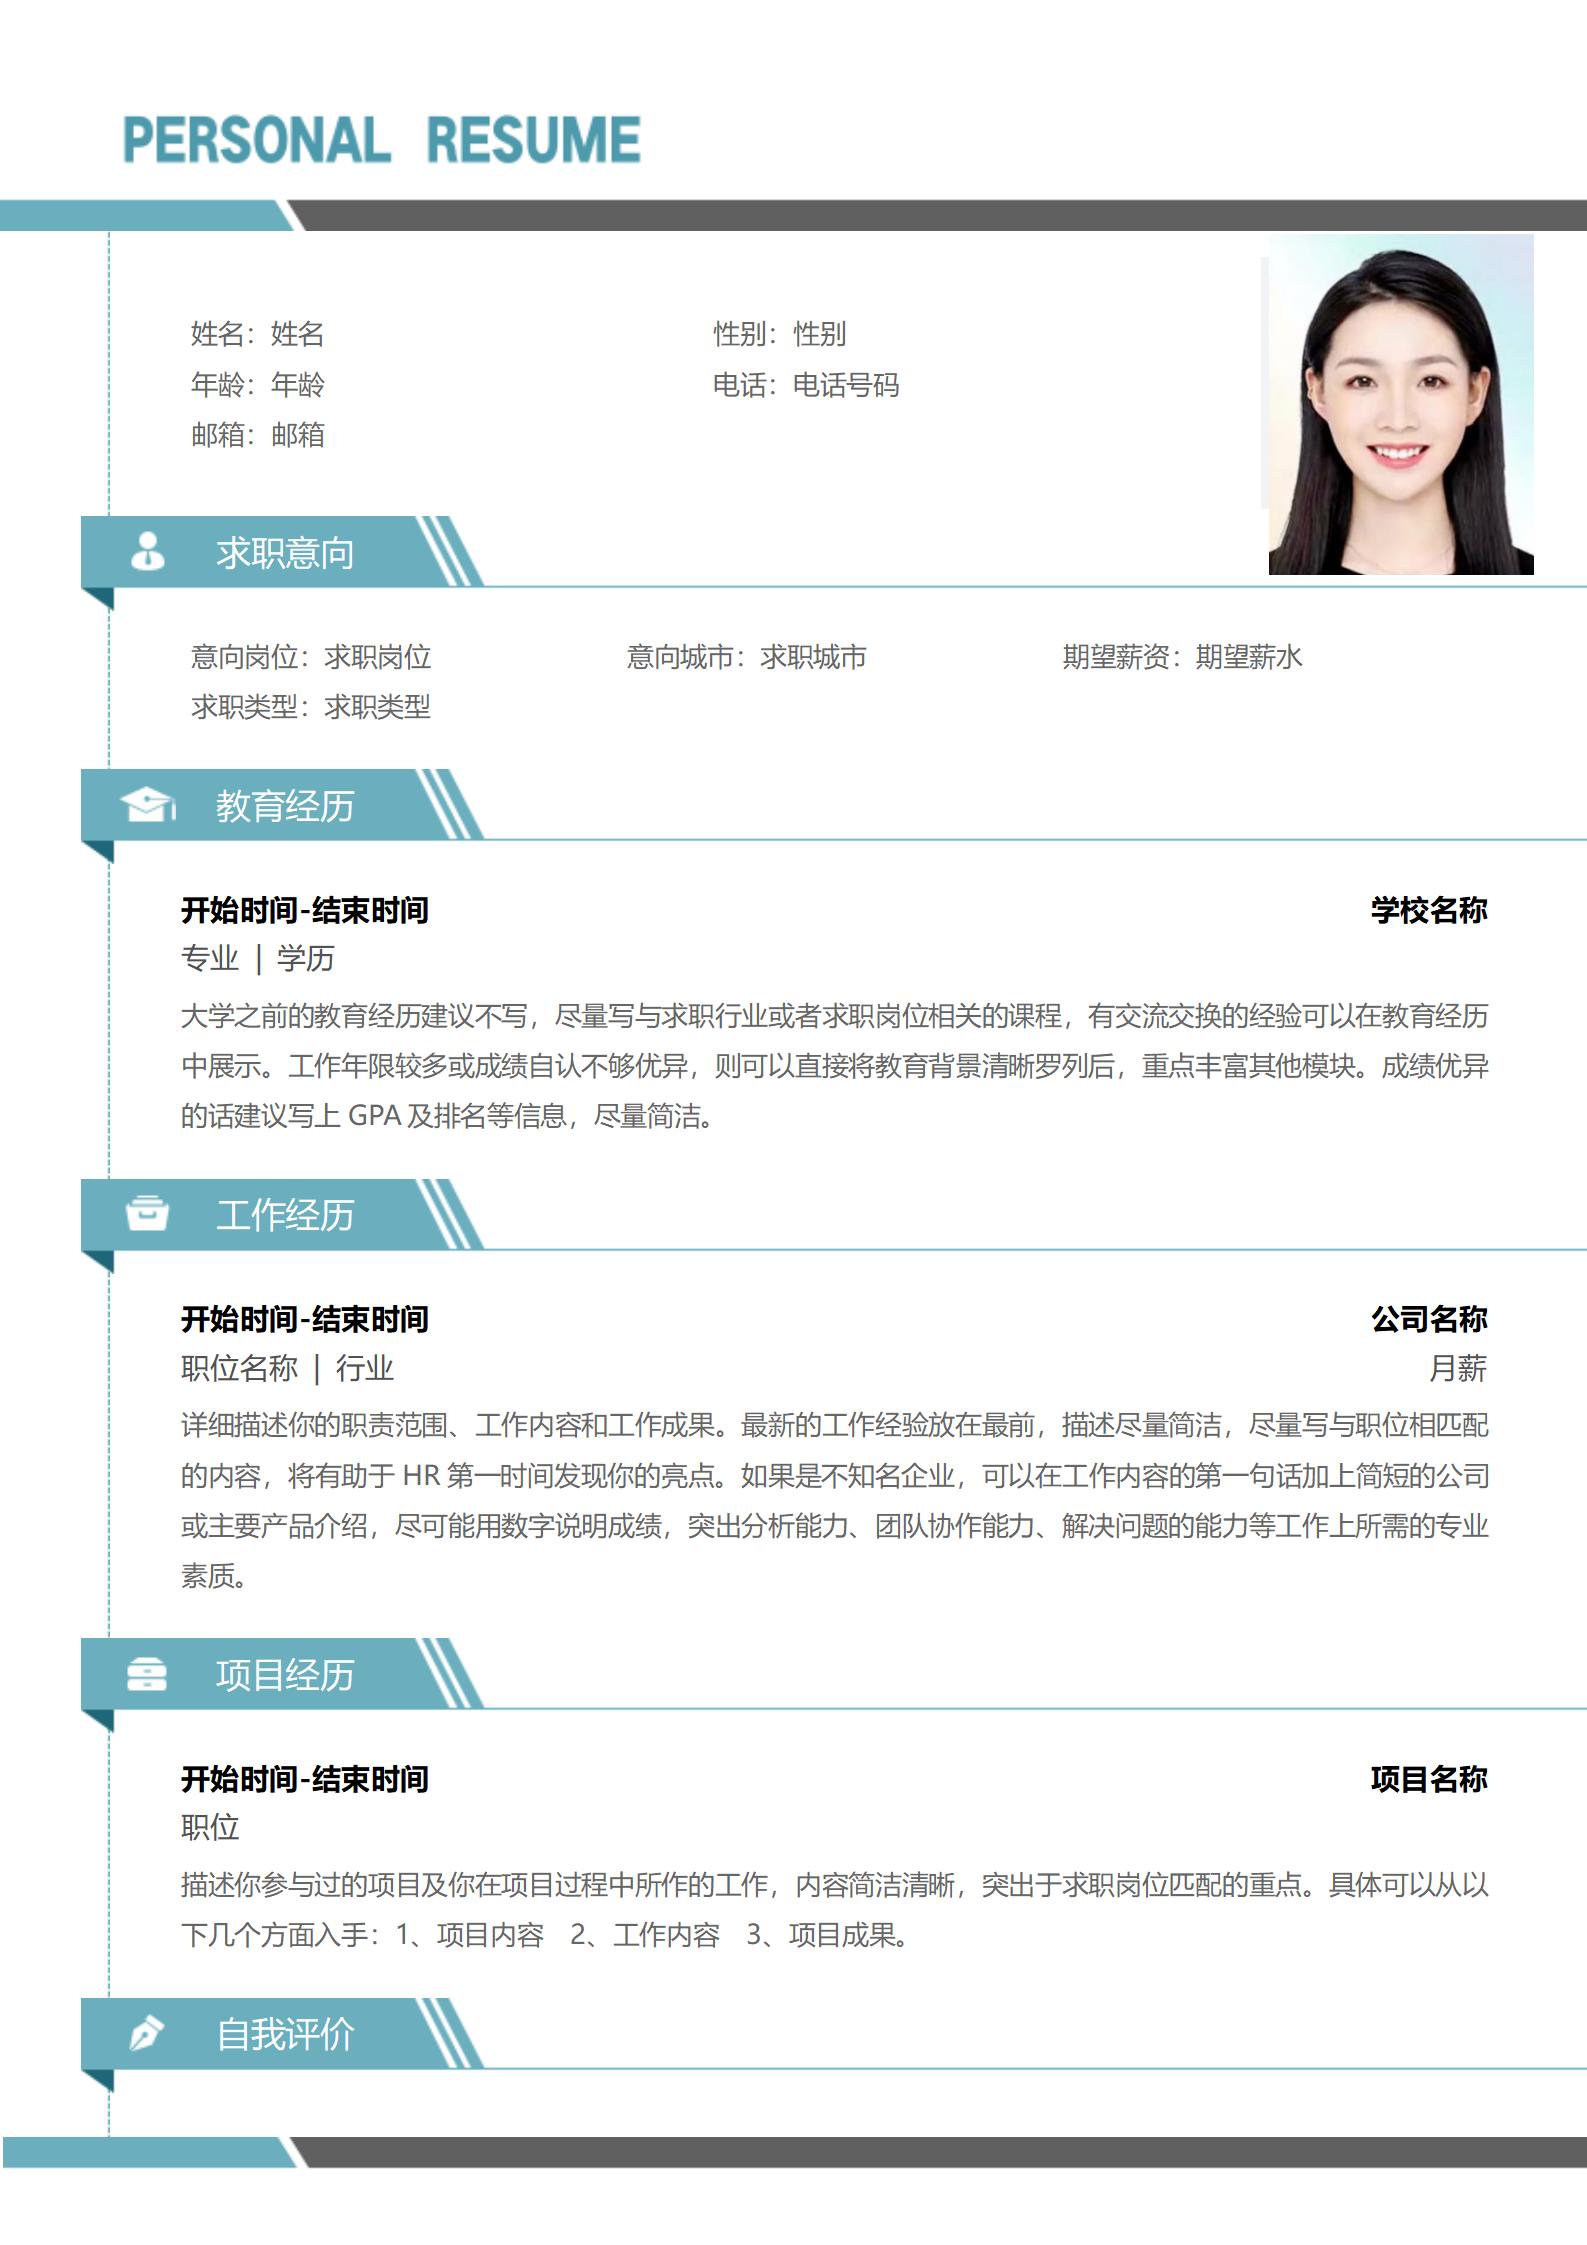 PERSONAL RESUME
姓名：姓名 性别：性别
年龄：年龄 电话：电话号码
邮箱：邮箱
求职意向
意向岗位：求职岗位 意向城市：求职城市 期望薪资：期望薪水
求职类型：求职类型
教育经历
开始时间-结束时间 学校名称
专业 | 学历
大学之前的教育经历建议不写，尽量写与求职行业或者求职岗位相关的课程，有交流交换的经验可以在教育经历
中展示。工作年限较多或成绩自认不够优异，则可以直接将教育背景清晰罗列后，重点丰富其他模块。成绩优异
的话建议写上 GPA 及排名等信息，尽量简洁。
工作经历
开始时间-结束时间 公司名称
职位名称 | 行业 月薪
详细描述你的职责范围、工作内容和工作成果。最新的工作经验放在最前，描述尽量简洁，尽量写与职位相匹配
的内容，将有助于 HR 第一时间发现你的亮点。如果是不知名企业，可以在工作内容的第一句话加上简短的公司
或主要产品介绍，尽可能用数字说明成绩，突出分析能力、团队协作能力、解决问题的能力等工作上所需的专业
素质。
项目经历
开始时间-结束时间 项目名称
职位
描述你参与过的项目及你在项目过程中所作的工作，内容简洁清晰，突出于求职岗位匹配的重点。具体可以从以
下几个方面入手：1、项目内容 2、工作内容 3、项目成果。
自我评价